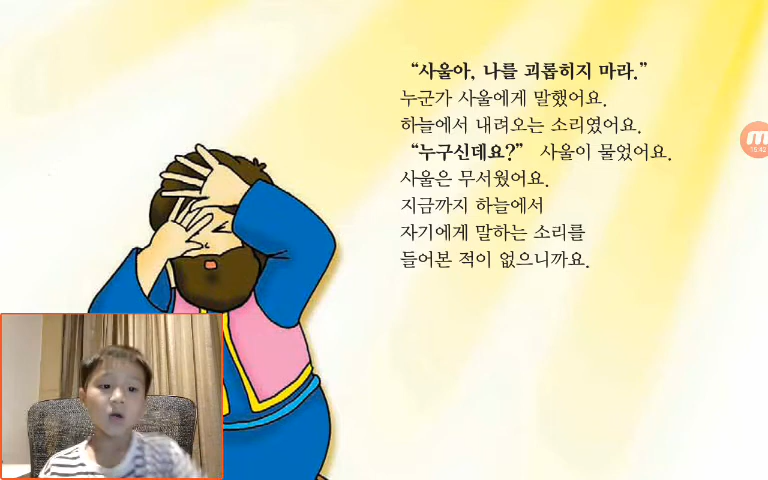 “사울아, 나를 괴롭히지 마라.”
누군가 사울에게 말했어요.
하늘에서 내려오는 소리였어요.
“누구신데요?” 사울이 물었어요.
사울은 무서웠어요.
지금까지 하늘에서
자기에게 말하는 소리를
들어본 적이 없으니까요.
m
15:42